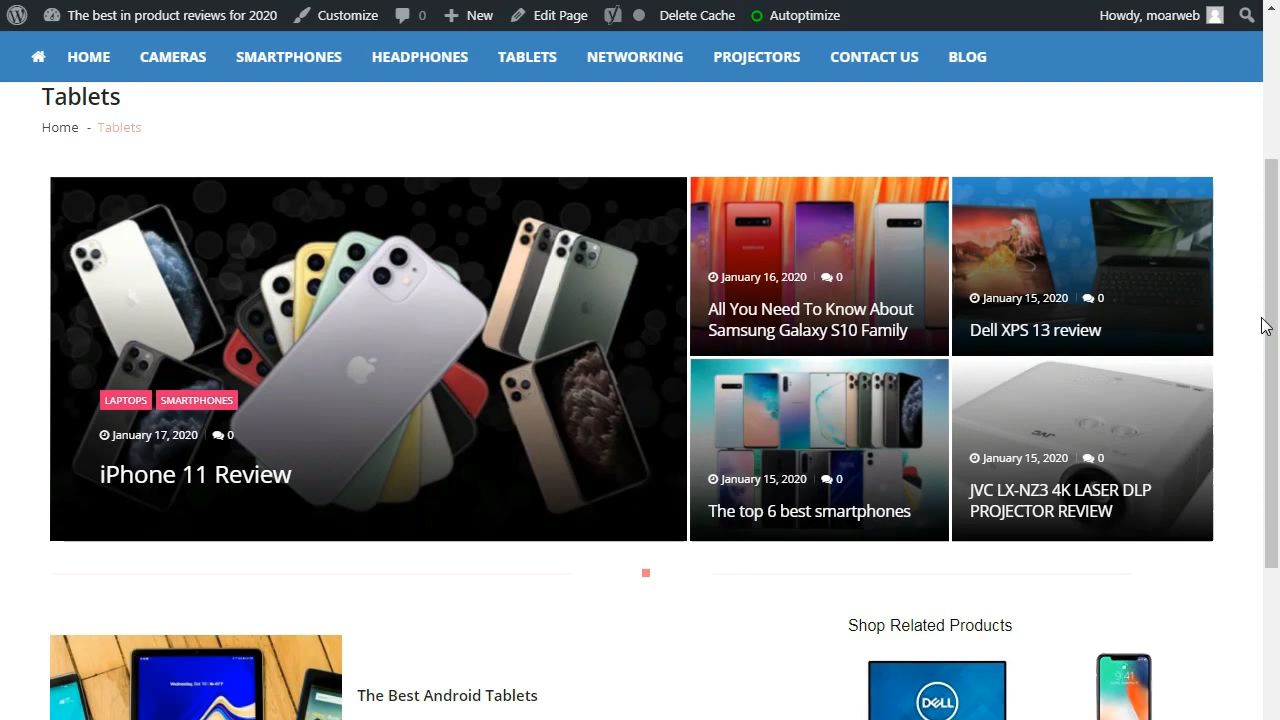 The best in product reviews for 2020 Customize 0 New Edit Page Delete Cache Autoptimize Howdy, moarweb
HOME CAMERAS SMARTPHONES HEADPHONES TABLETS NETWORKING PROJECTORS CONTACT US BLOG
Tablets
Home - Tablets
LAPTOPS SMARTPHONES
January 17, 2020 0
iPhone 11 Review
January 16, 2020 0
All You Need To Know About
Samsung Galaxy S10 Family
January 15, 2020 0
Dell XPS 13 review
January 15, 2020 0
The top 6 best smartphones
January 15, 2020 0
JVC LX-NZ3 4K LASER DLP
PROJECTOR REVIEW
JVC
The Best Android Tablets
Shop Related Products
DELL
9:41